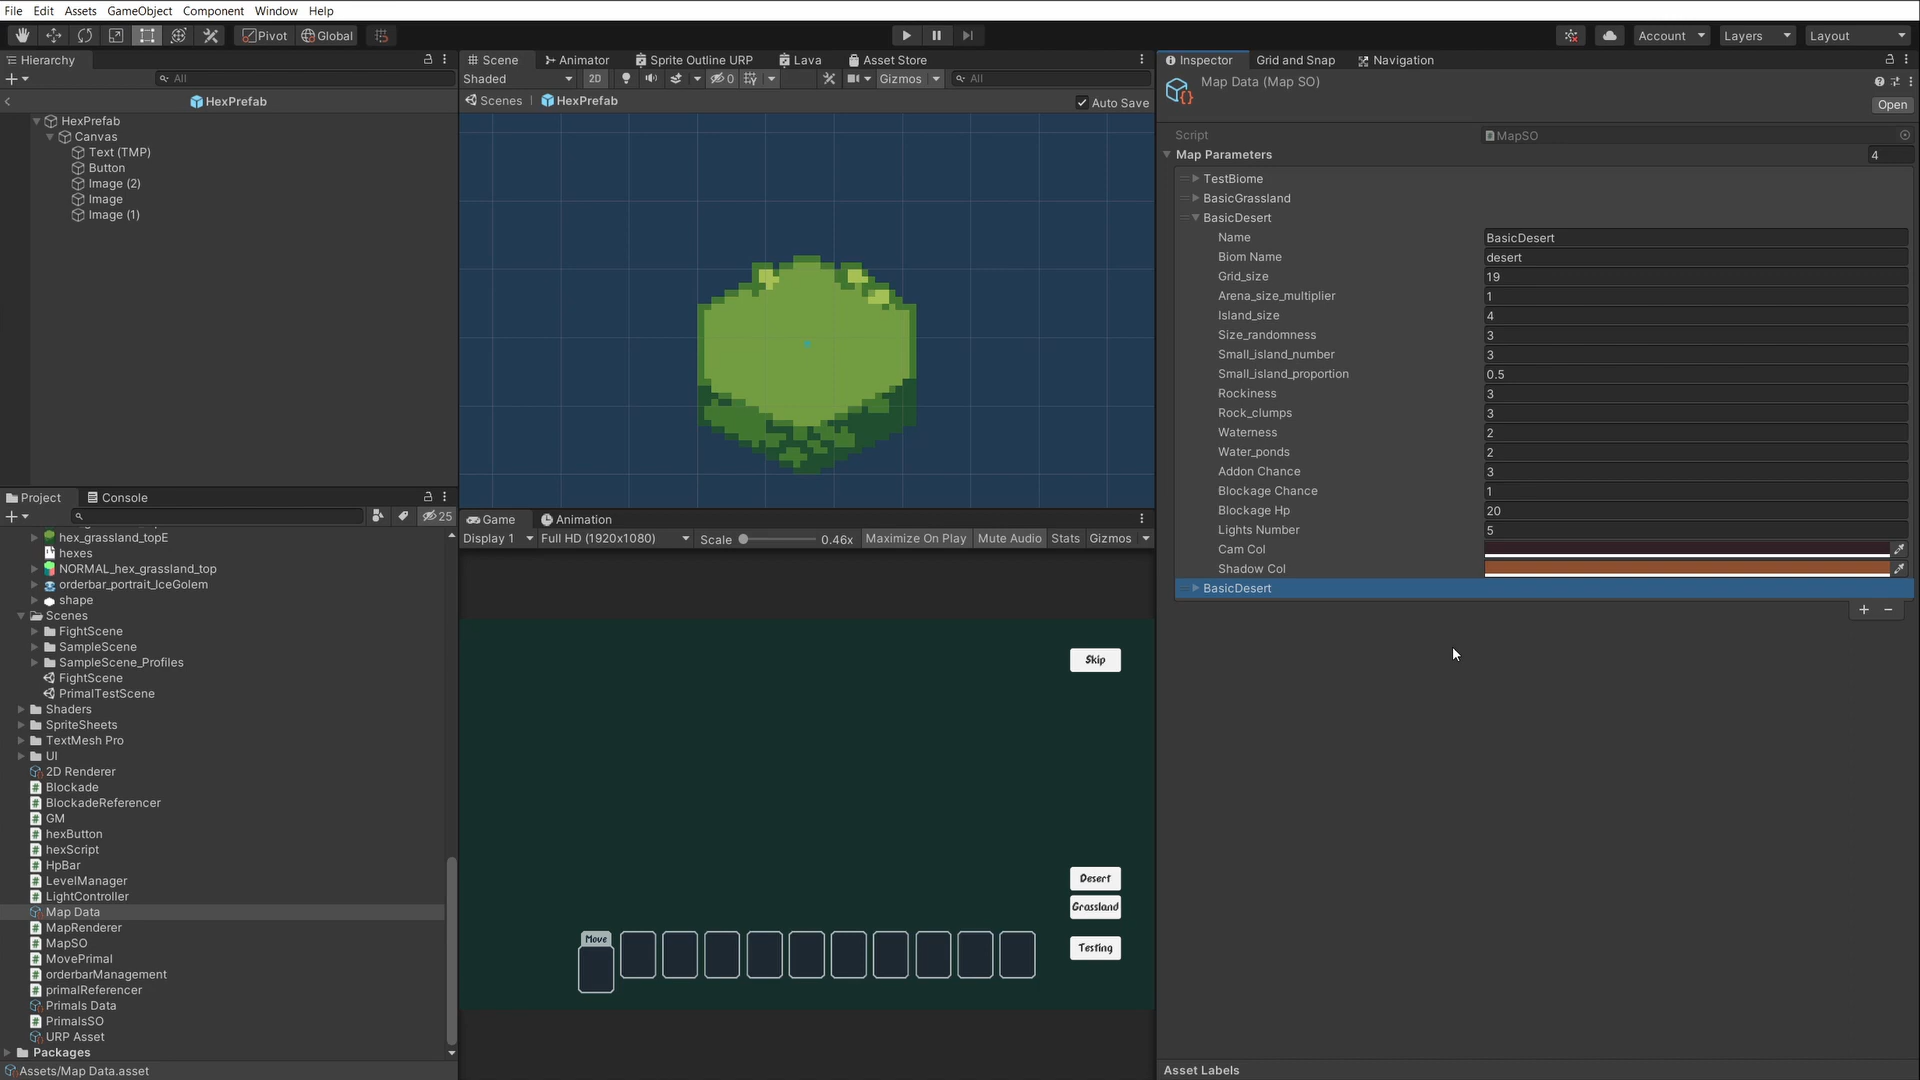 File Edit Assets GameObject Component Window Help
Pivot Global Account Layers Layout
Hierarchy
All
HexPrefab
HexPrefab
Canvas
Text (TMP)
Button
Image (2)
Image
Image (1)
Scene Animator Sprite Outline URP Lava Asset Store
Shaded 2D 0 Gizmos All
Scenes HexPrefab Auto Save
Project Console
25
hex_grassland_topE
hexes
NORMAL_hex_grassland_top
orderbar_portrait_IceGolem
shape
Scenes
FightScene
SampleScene
SampleScene_Profiles
FightScene
PrimalTestScene
Shaders
SpriteSheets
TextMesh Pro
UI
2D Renderer
Blockade
BlockadeReferencer
GM
hexButton
hexScript
HpBar
LevelManager
LightController
Map Data
MapRenderer
MapSO
MovePrimal
orderbarManagement
primalReferencer
Primals Data
PrimalsSO
URP Asset
Packages
Assets/Map Data.asset
Game Animation
Display 1 Full HD (1920x1080) Scale 0.46x Maximize On Play Mute Audio Stats Gizmos
Skip
Desert
Grassland
Move
Testing
Inspector Grid and Snap Navigation
Map Data (Map SO)
Open
Script MapSO
Map Parameters 4
TestBiome
BasicGrassland
BasicDesert
Name BasicDesert
Biom Name desert
Grid_size 19
Arena_size_multiplier 1
Island_size 4
Size_randomness 3
Small_island_number 3
Small_island_proportion 0.5
Rockiness 3
Rock_clumps 3
Waterness 2
Water_ponds 2
Addon Chance 3
Blockage Chance 1
Blockage Hp 20
Lights Number 5
Cam Col
Shadow Col
BasicDesert
Asset Labels